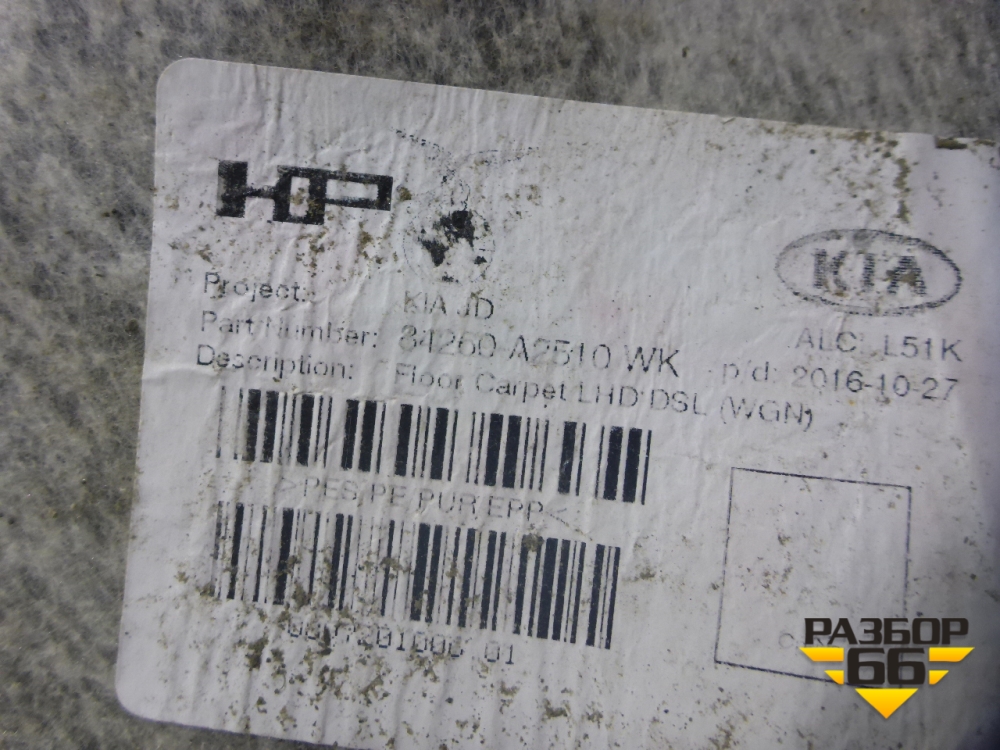 HP
KIA
Project: KIA JD
ALC: L51K
Part Number: 84260-A2510 WK
p/d: 2016-10-27
Description: Floor Carpet LHD DSL (WGN)
>PES/PE/PUR/EPP<
01
РАЗБОР
66